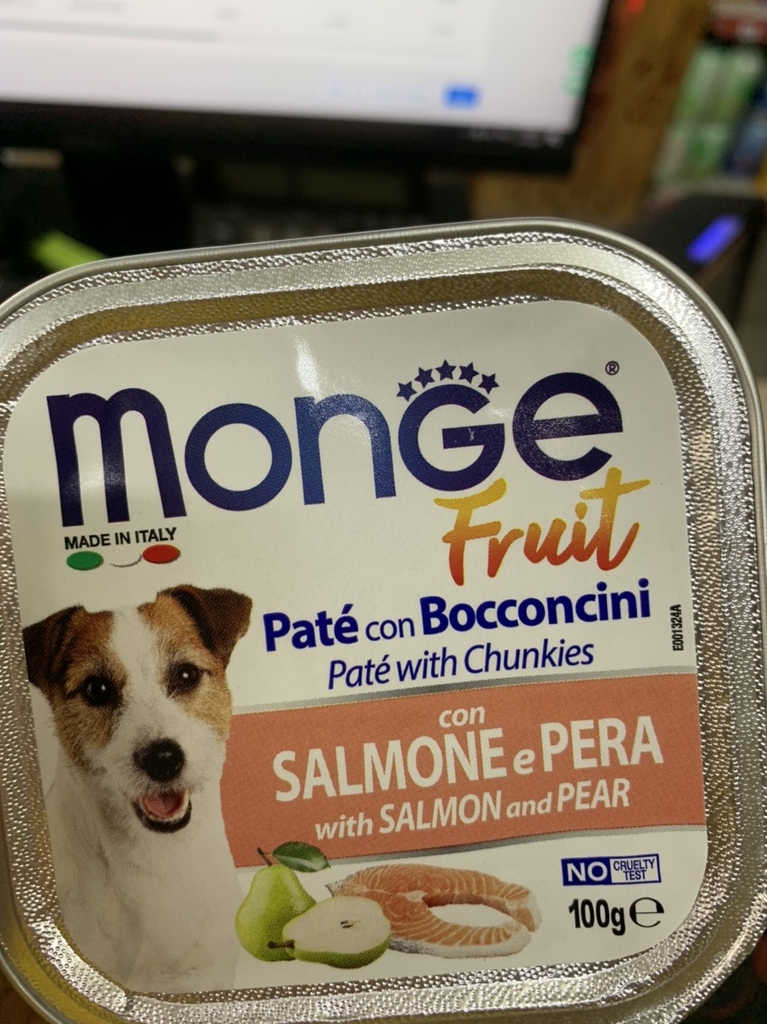 monGe®
MADE IN ITALY
Fruit
Paté con Bocconcini
Paté with Chunkies
E001324A
con
SALMONE e PERA
with SALMON and PEAR
NO CRUELTY TEST
100g ℮